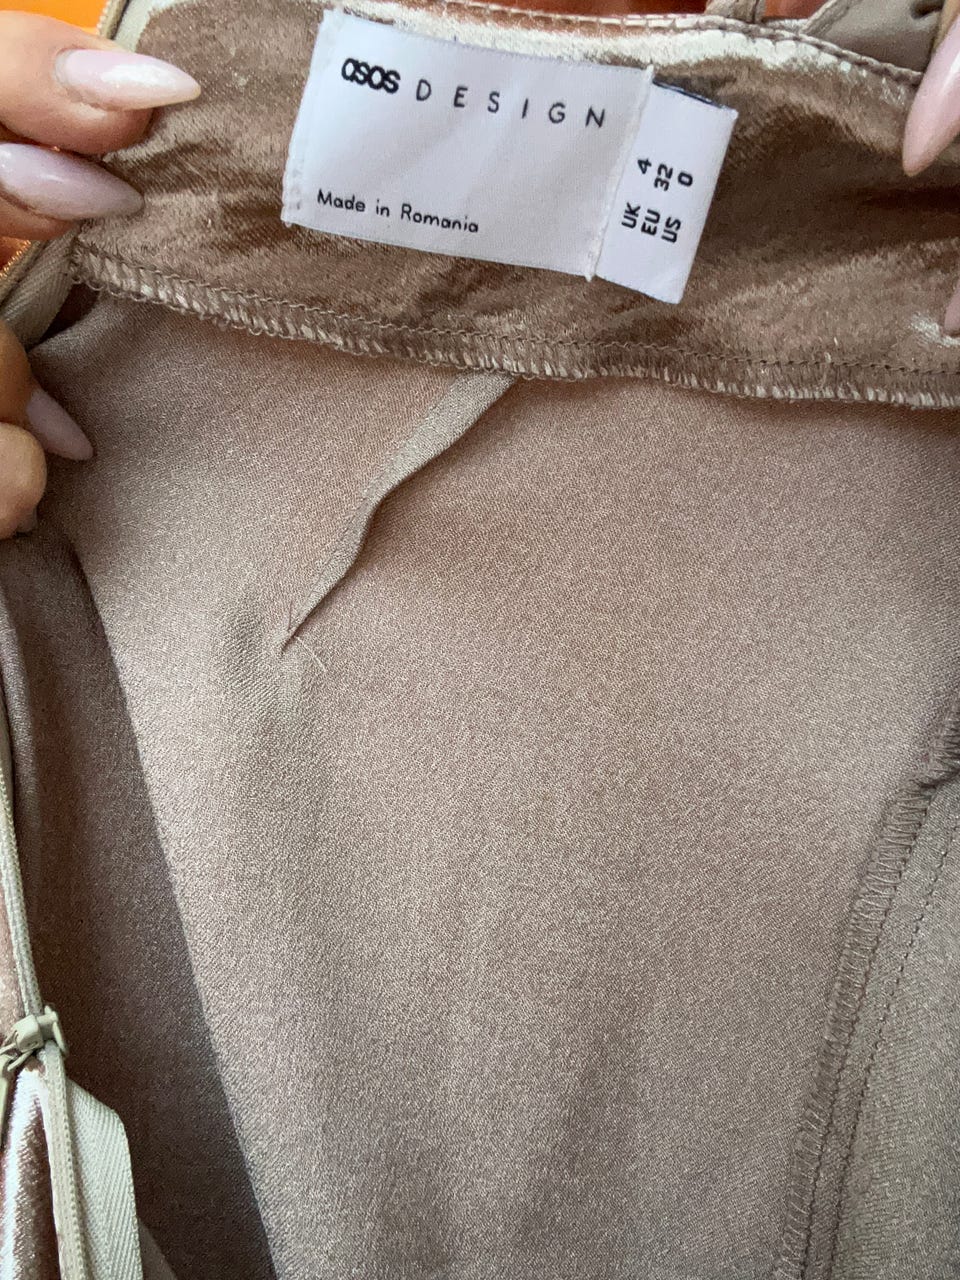 asos DESIGN
Made in Romania
UK 4
EU 32
US 0